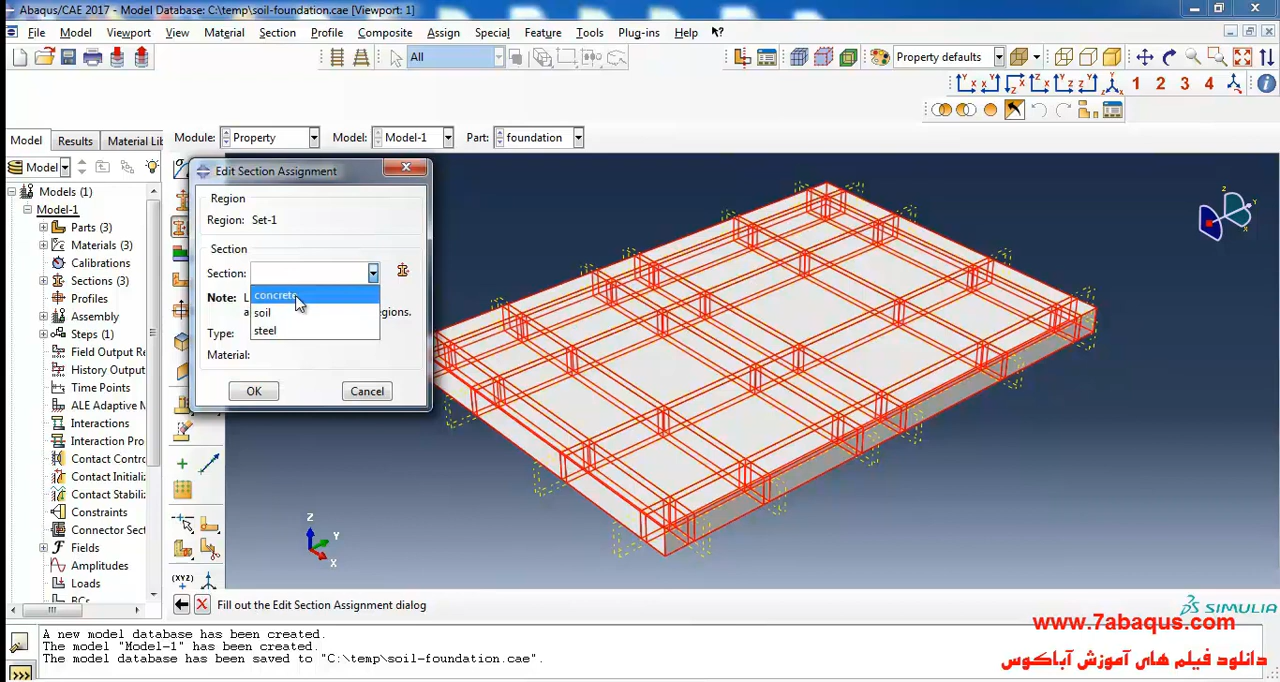 Abaqus/CAE 2017 - Model Database: C:\temp\soil-foundation.cae [Viewport: 1]
File Model Viewport View Material Section Profile Composite Assign Special Feature Tools Plug-ins Help
All
Property defaults
1 2 3 4
Model Results Material Lib
Module: Property Model: Model-1 Part: foundation
Model
Models (1)
Model-1
Parts (3)
Materials (3)
Calibrations
Sections (3)
Profiles
Assembly
Steps (1)
Field Output Re
History Output
Time Points
ALE Adaptive M
Interactions
Interaction Pro
Contact Contro
Contact Initializ
Contact Stabiliz
Constraints
Connector Sect
Fields
Amplitudes
Loads
BCs
Edit Section Assignment
Region
Region: Set-1
Section
Section:
concrete
soil
steel
Note: L
a
egions.
Type:
Material:
OK Cancel
Z
Y
X
z
Y
X
(XYZ)
Fill out the Edit Section Assignment dialog
SIMULIA
A new model database has been created.
The model "Model-1" has been created.
The model database has been saved to "C:\temp\soil-foundation.cae".
www.7abaqus.com
دانلود فیلم های آموزش آباکوس